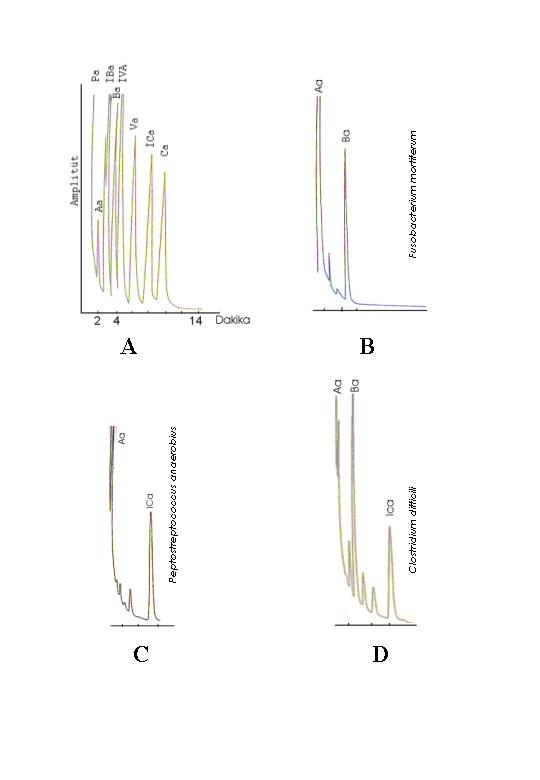 Pa
IBa
Ba
IVA
Aa
Va
ICa
Ca
Amplitüt
2 4 14 Dakika
A
Aa
Ba
Fusobacterium mortiferum
B
Aa
ICa
Peptostreptococcus anaerobius
C
Aa
Ba
Ica
Clostridium difficili
D